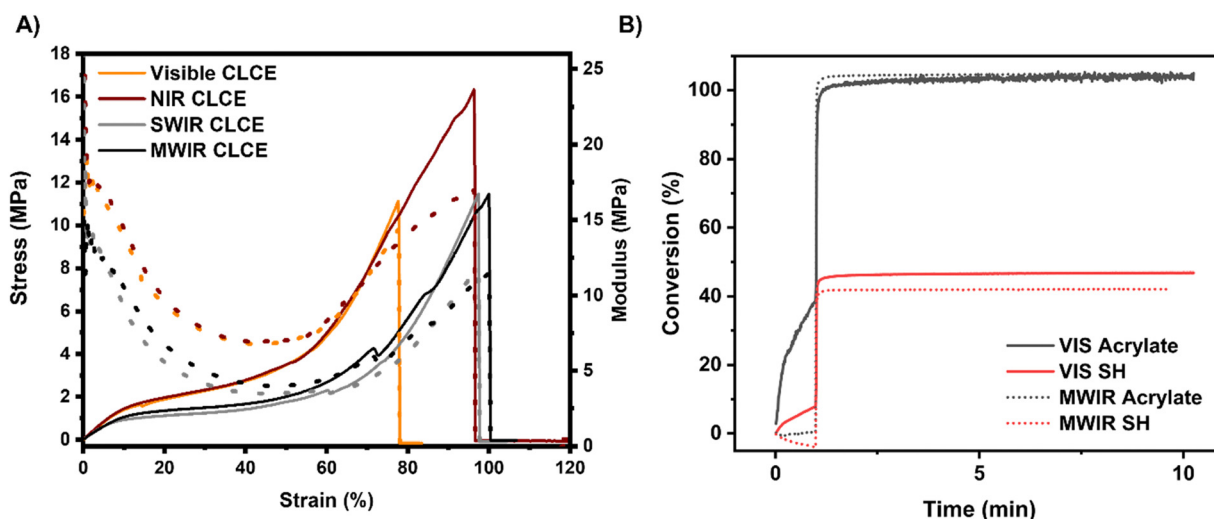 A)
18
16
14
12
10
8
6
4
2
0
Stress (MPa)
Visible CLCE
NIR CLCE
SWIR CLCE
MWIR CLCE
25
20
15
10
5
0
Modulus (MPa)
0 20 40 60 80 100 120
Strain (%)
B)
100
80
60
40
20
0
Conversion (%)
VIS Acrylate
VIS SH
MWIR Acrylate
MWIR SH
0 5 10
Time (min)